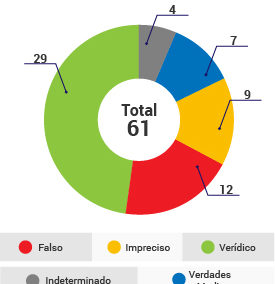 4
29
7
9
Total
61
12
Falso
Impreciso
Verídico
Indeterminado
Verdades